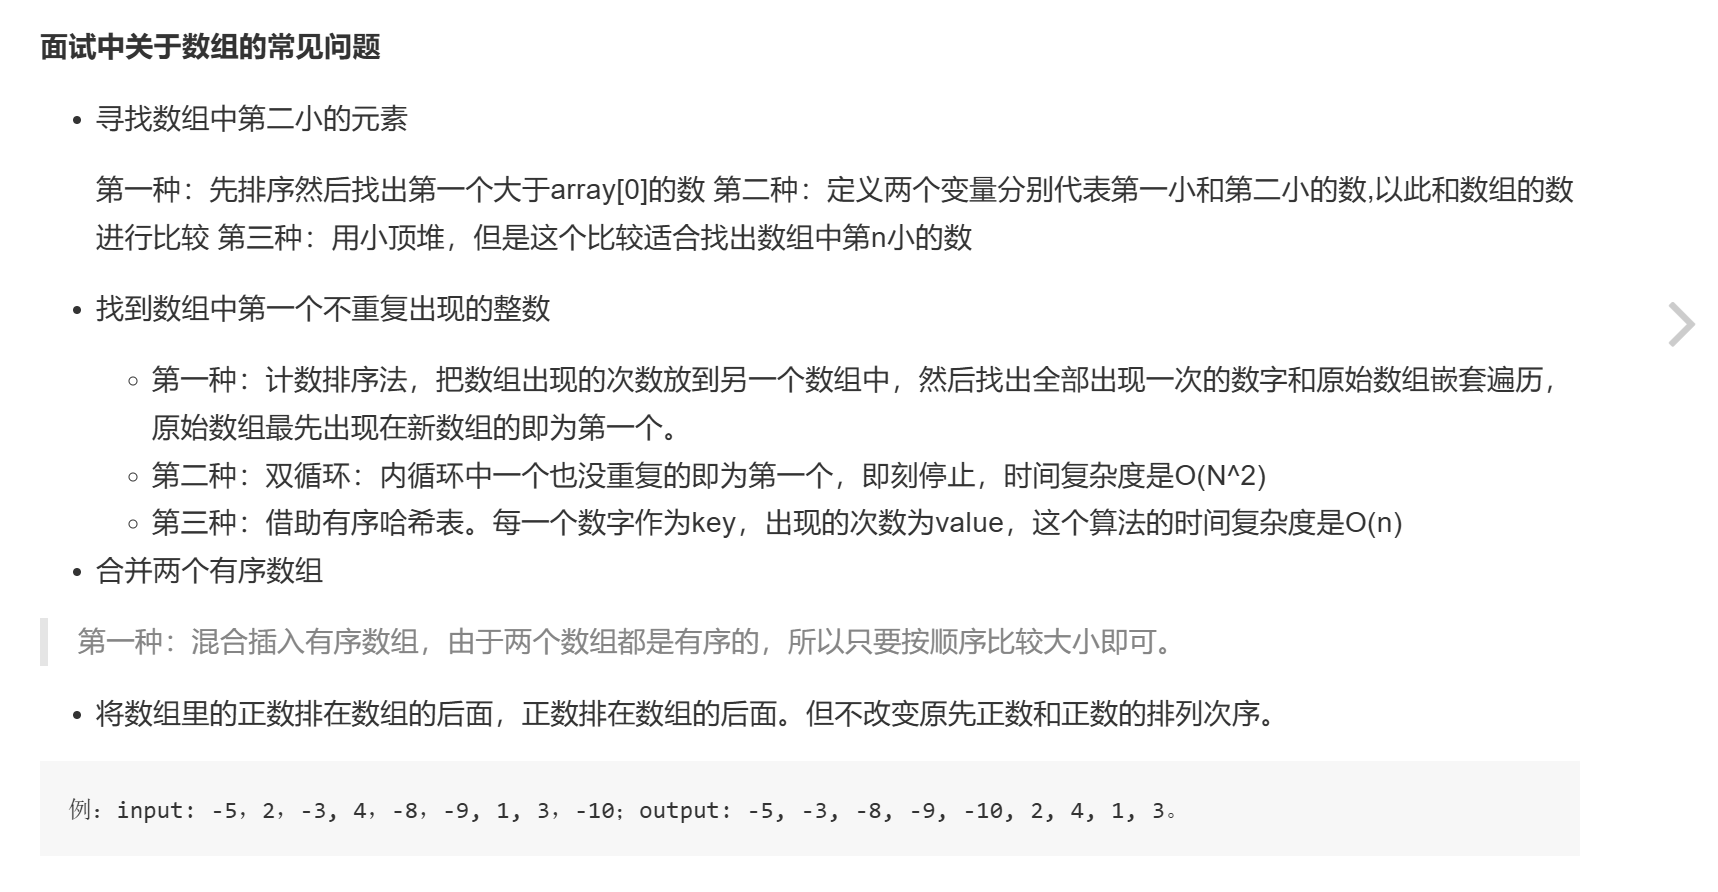 面试中关于数组的常见问题
寻找数组中第二小的元素
第一种：先排序然后找出第一个大于array[0]的数 第二种：定义两个变量分别代表第一小和第二小的数,以此和数组的数
进行比较 第三种：用小顶堆，但是这个比较适合找出数组中第n小的数
找到数组中第一个不重复出现的整数
第一种：计数排序法，把数组出现的次数放到另一个数组中，然后找出全部出现一次的数字和原始数组嵌套遍历，
原始数组最先出现在新数组的即为第一个。
第二种：双循环：内循环中一个也没重复的即为第一个，即刻停止，时间复杂度是O(N^2)
第三种：借助有序哈希表。每一个数字作为key，出现的次数为value，这个算法的时间复杂度是O(n)
合并两个有序数组
第一种：混合插入有序数组，由于两个数组都是有序的，所以只要按顺序比较大小即可。
将数组里的正数排在数组的后面，正数排在数组的后面。但不改变原先正数和正数的排列次序。
例：input: -5，2，-3, 4，-8，-9, 1, 3，-10；output: -5, -3, -8, -9, -10, 2, 4, 1, 3。